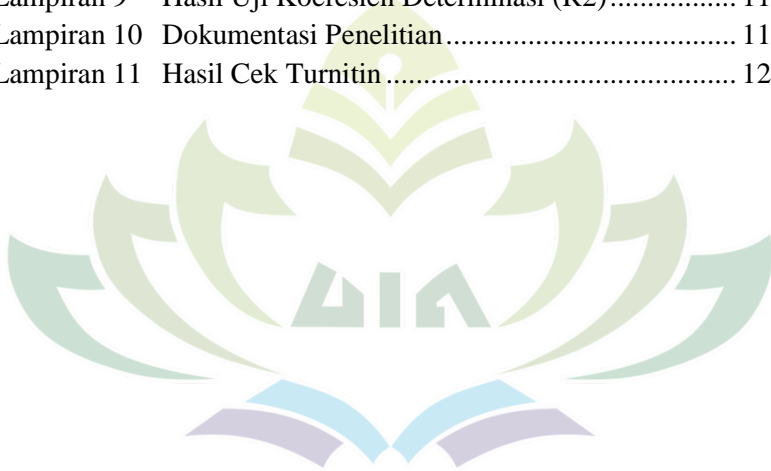 Lampiran 9 Hasil Uji Koefesien Determinasi (R2)................. 11
Lampiran 10 Dokumentasi Penelitian......................................... 11
Lampiran 11 Hasil Cek Turnitin ................................................. 12
UIN